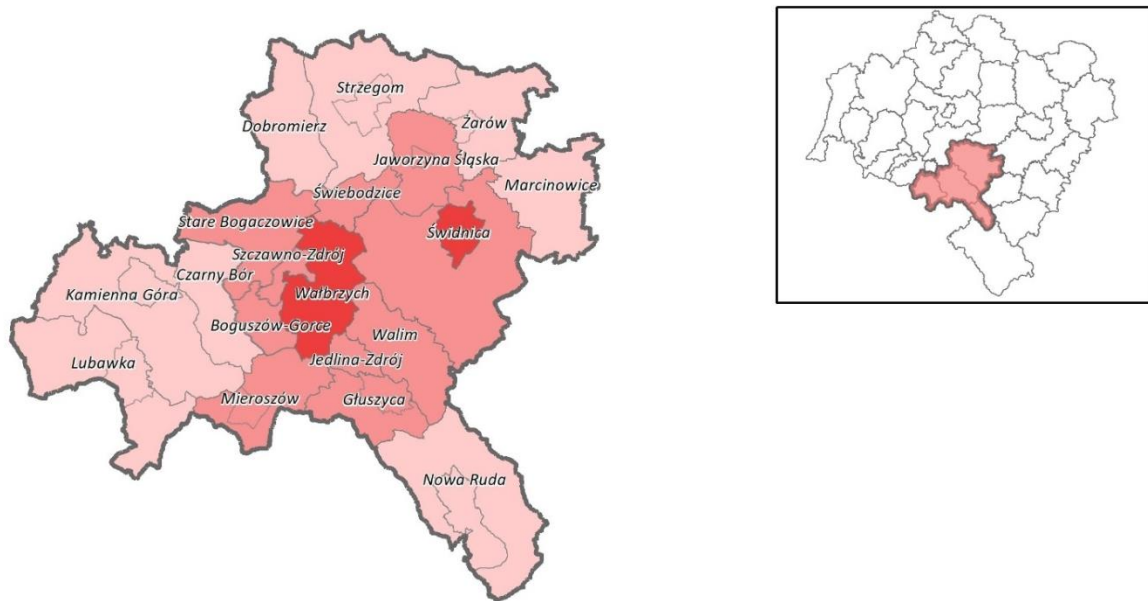 Strzegom
Dobromierz
Żarów
Jaworzyna Śląska
Marcinowice
Świebodzice
Stare Bogaczowice
Świdnica
Szczawno-Zdrój
Czarny Bór
Kamienna Góra
Wałbrzych
Boguszów-Gorce
Walim
Lubawka
Jedlina-Zdrój
Mieroszów
Głuszyca
Nowa Ruda